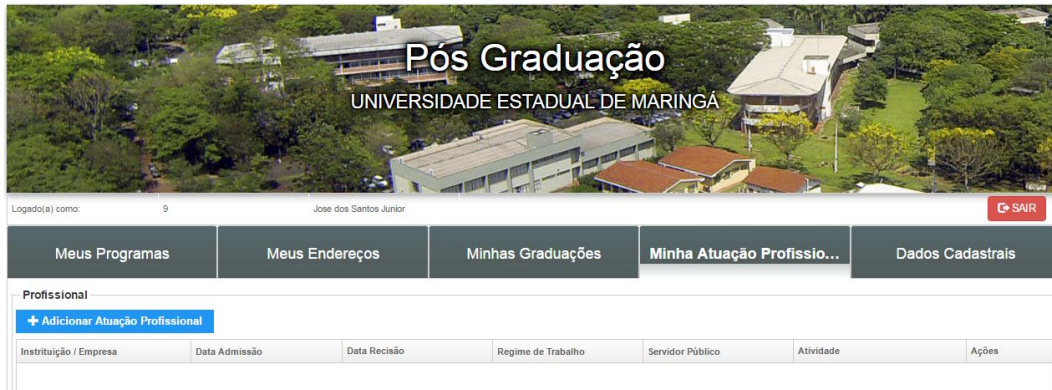 Pós Graduação
UNIVERSIDADE ESTADUAL DE MARINGÁ
Logado(a) como: 9 Jose dos Santos Junior SAIR
Meus Programas Meus Endereços Minhas Graduações Minha Atuação Profissio... Dados Cadastrais
Profissional
+ Adicionar Atuação Profissional
Instrituição / Empresa Data Admissão Data Recisão Regime de Trabalho Servidor Público Atividade Ações